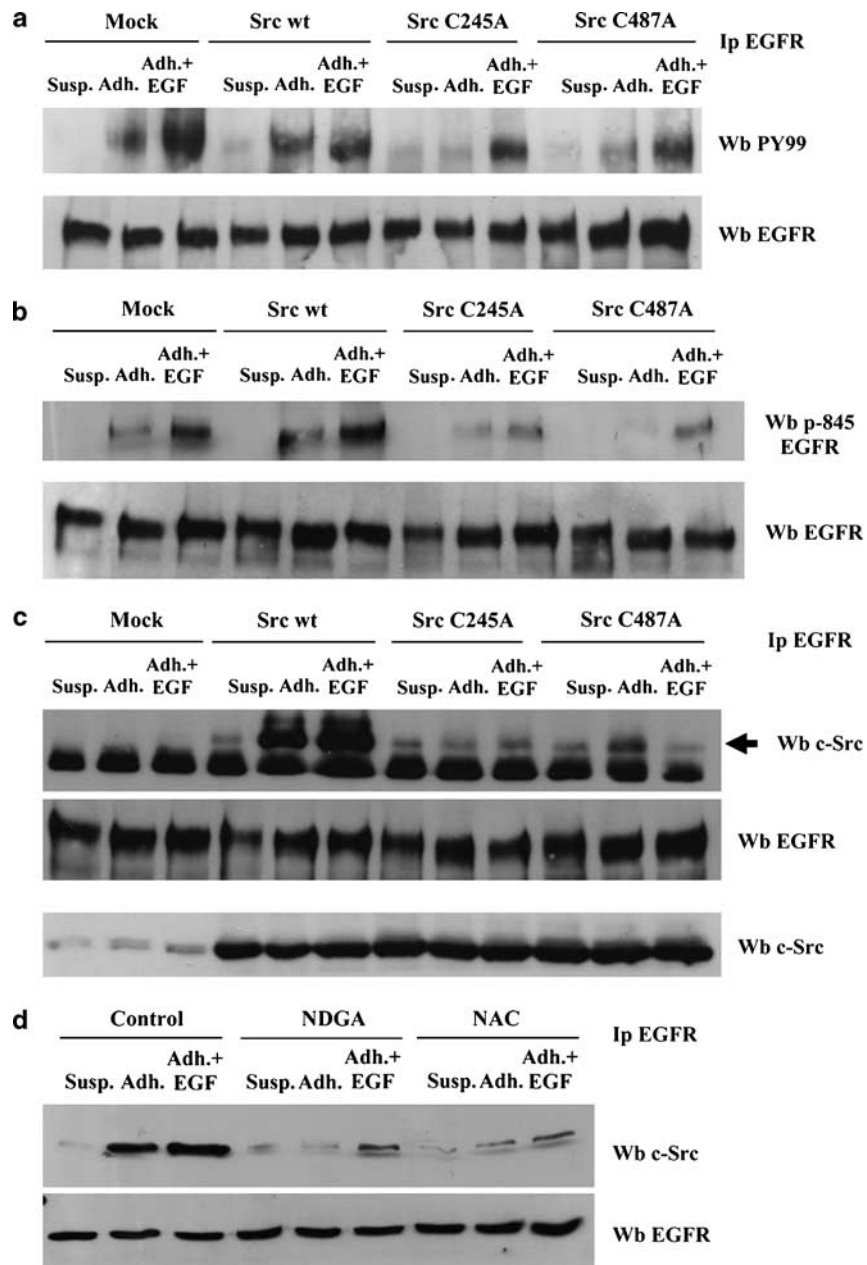 a
Mock Src wt Src C245A Src C487A
Ip EGFR
Susp. Adh. Adh.+ EGF Susp. Adh. Adh.+ EGF Susp. Adh. Adh.+ EGF Susp. Adh. Adh.+ EGF
Wb PY99
Wb EGFR
b
Mock Src wt Src C245A Src C487A
Susp. Adh. Adh.+ EGF Susp. Adh. Adh.+ EGF Susp. Adh. Adh.+ EGF Susp. Adh. Adh.+ EGF
Wb p-845
EGFR
Wb EGFR
c
Mock Src wt Src C245A Src C487A
Ip EGFR
Susp. Adh. Adh.+ EGF Susp. Adh. Adh.+ EGF Susp. Adh. Adh.+ EGF Susp. Adh. Adh.+ EGF
Wb c-Src
Wb EGFR
Wb c-Src
d
Control NDGA NAC
Ip EGFR
Susp. Adh. Adh.+ EGF Susp. Adh. Adh.+ EGF Susp. Adh. Adh.+ EGF
Wb c-Src
Wb EGFR